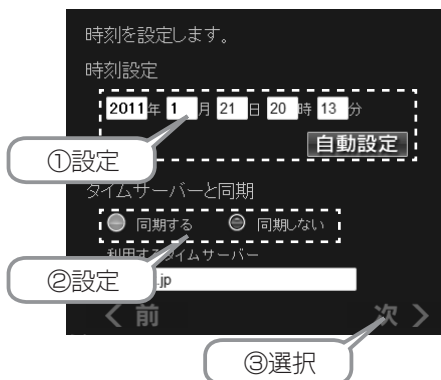 時刻を設定します。
時刻設定
2011年 1 月 21 日 20 時 13 分
自動設定
①設定
タイムサーバーと同期
同期する 同期しない
②設定
利用するタイムサーバー
.jp
前 次
③選択